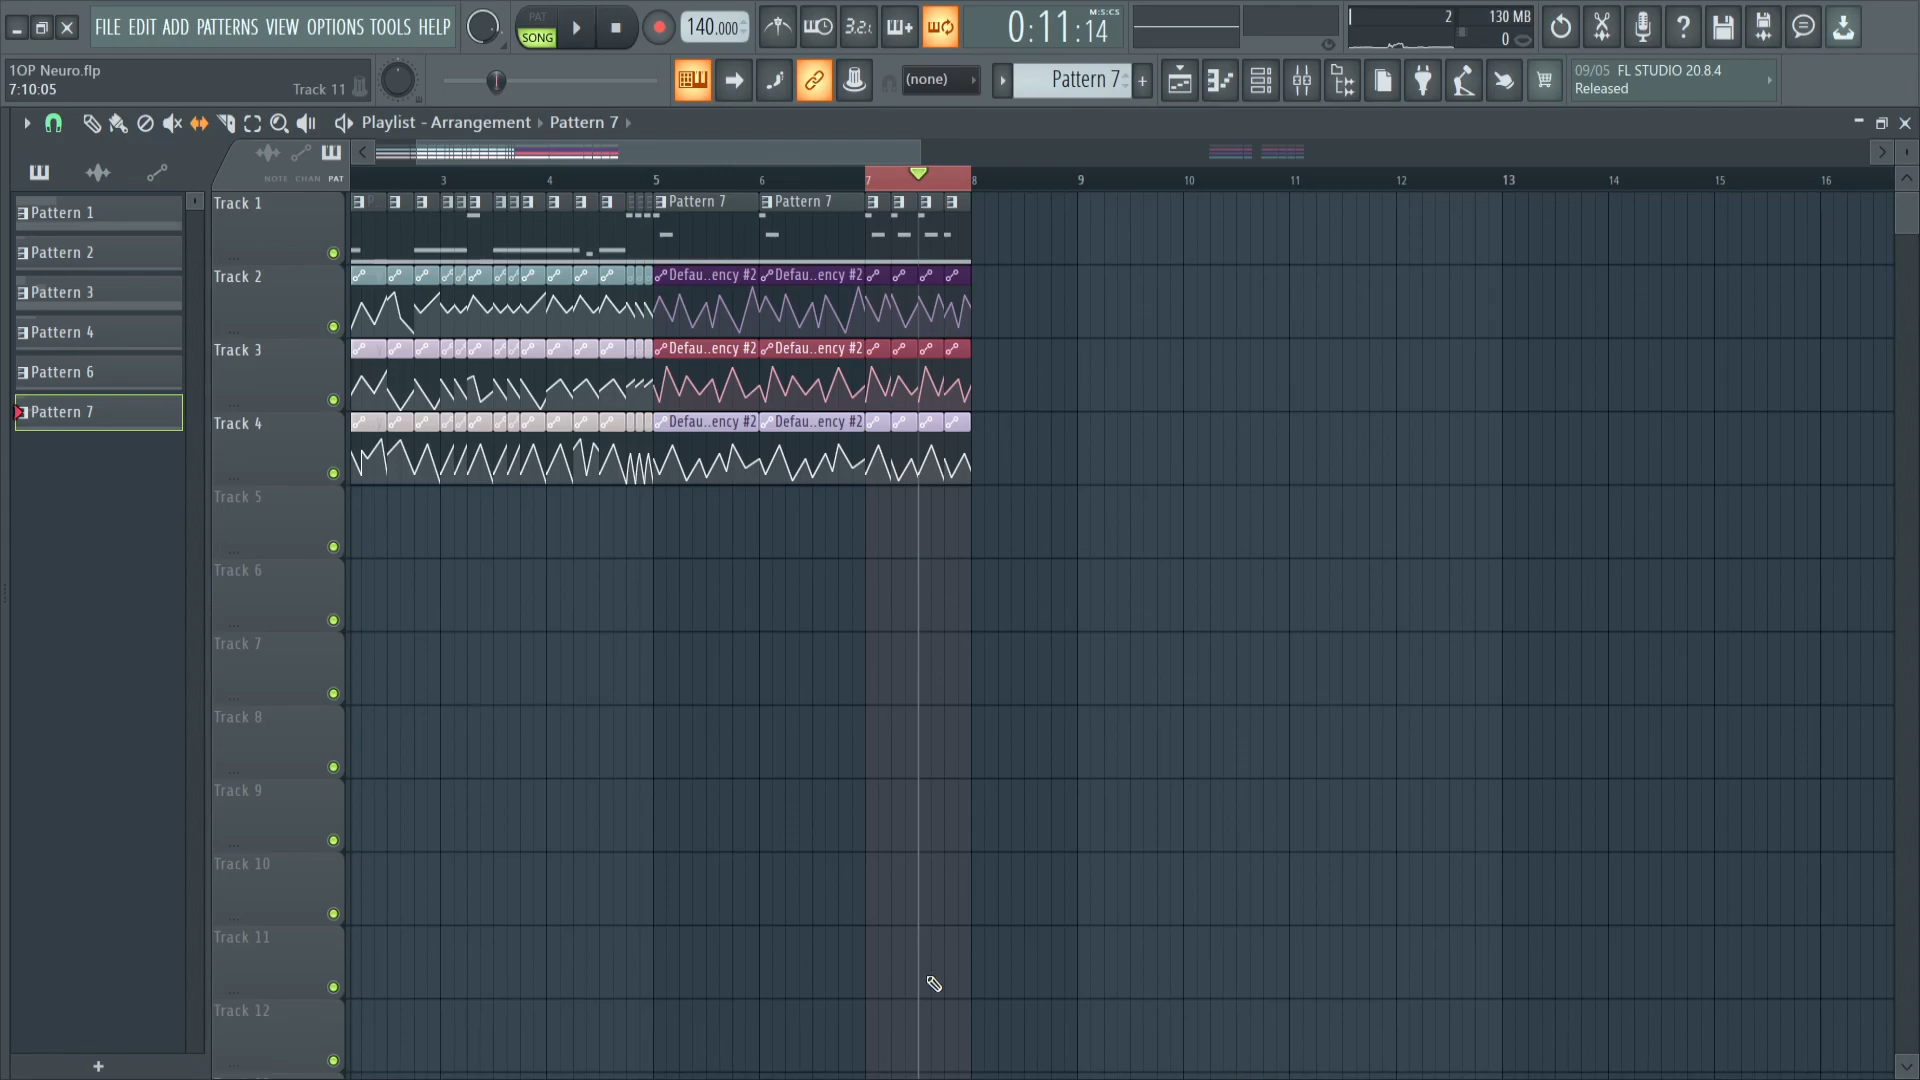 FILE EDIT ADD PATTERNS VIEW OPTIONS TOOLS HELP
PAT
SONG
140.000
3.2.
0:11:14
M:S:CS
2
130 MB
0
1OP Neuro.flp
7:10:05
Track 11
(none)
Pattern 7
+
09/05 FL STUDIO 20.8.4
Released
Playlist - Arrangement Pattern 7
NOTE CHAN PAT
3 4 5 6 7 8 9 10 11 12 13 14 15 16
Pattern 1
Pattern 2
Pattern 3
Pattern 4
Pattern 6
Pattern 7
+
Track 1
Pattern 7
Pattern 7
Track 2
Defau..ency #2
Defau..ency #2
Track 3
Defau..ency #2
Defau..ency #2
Track 4
Defau..ency #2
Defau..ency #2
Track 5
Track 6
Track 7
Track 8
Track 9
Track 10
Track 11
Track 12